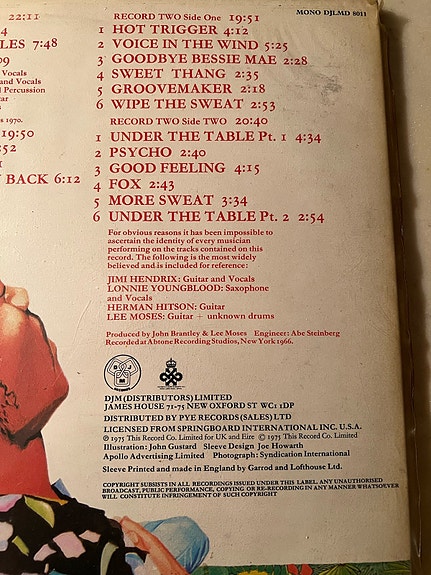 22:11
4
LES 7:48
09
Vocals
and Vocals
d Percussion
tar
s 1970.
19:50
:52
1
Y BACK 6:12
MONO DJLMD 8011
RECORD TWO Side One 19:51
1 HOT TRIGGER 4:12
2 VOICE IN THE WIND 5:25
3 GOODBYE BESSIE MAE 2:28
4 SWEET THANG 2:35
5 GROOVEMAKER 2:18
6 WIPE THE SWEAT 2:53
RECORD TWO Side TWO 20:40
1 UNDER THE TABLE Pt. 1 4:34
2 PSYCHO 2:40
3 GOOD FEELING 4:15
4 FOX 2:43
5 MORE SWEAT 3:34
6 UNDER THE TABLE Pt. 2 2:54
For obvious reasons it has been impossible to
ascertain the identity of every musician
performing on the tracks contained on this
record. The following is the most widely
believed and is included for reference:
JIMI HENDRIX: Guitar and Vocals
LONNIE YOUNGBLOOD: Saxophone
and Vocals
HERMAN HITSON: Guitar
LEE MOSES: Guitar + unknown drums
Produced by John Brantley & Lee Moses Engineer: Abe Steinberg
Recorded at Abtone Recording Studios, New York 1966.
DJM (DISTRIBUTORS) LIMITED
JAMES HOUSE 71-75 NEW OXFORD ST WC1 1DP
DISTRIBUTED BY PYE RECORDS (SALES) LTD
LICENSED FROM SPRINGBOARD INTERNATIONAL INC. U.S.A.
℗ 1975 This Record Co. Limited for UK and Eire © 1975 This Record Co. Limited
Illustration: John Gustard Sleeve Design Joe Howarth
Apollo Advertising Limited Photograph: Syndication International
Sleeve Printed and made in England by Garrod and Lofthouse Ltd.
COPYRIGHT SUBSISTS IN ALL RECORDINGS ISSUED UNDER THIS LABEL. ANY UNAUTHORISED
BROADCAST, PUBLIC PERFORMANCE, COPYING OR RE-RECORDING IN ANY MANNER WHATSOEVER
WILL CONSTITUTE INFRINGEMENT OF SUCH COPYRIGHT